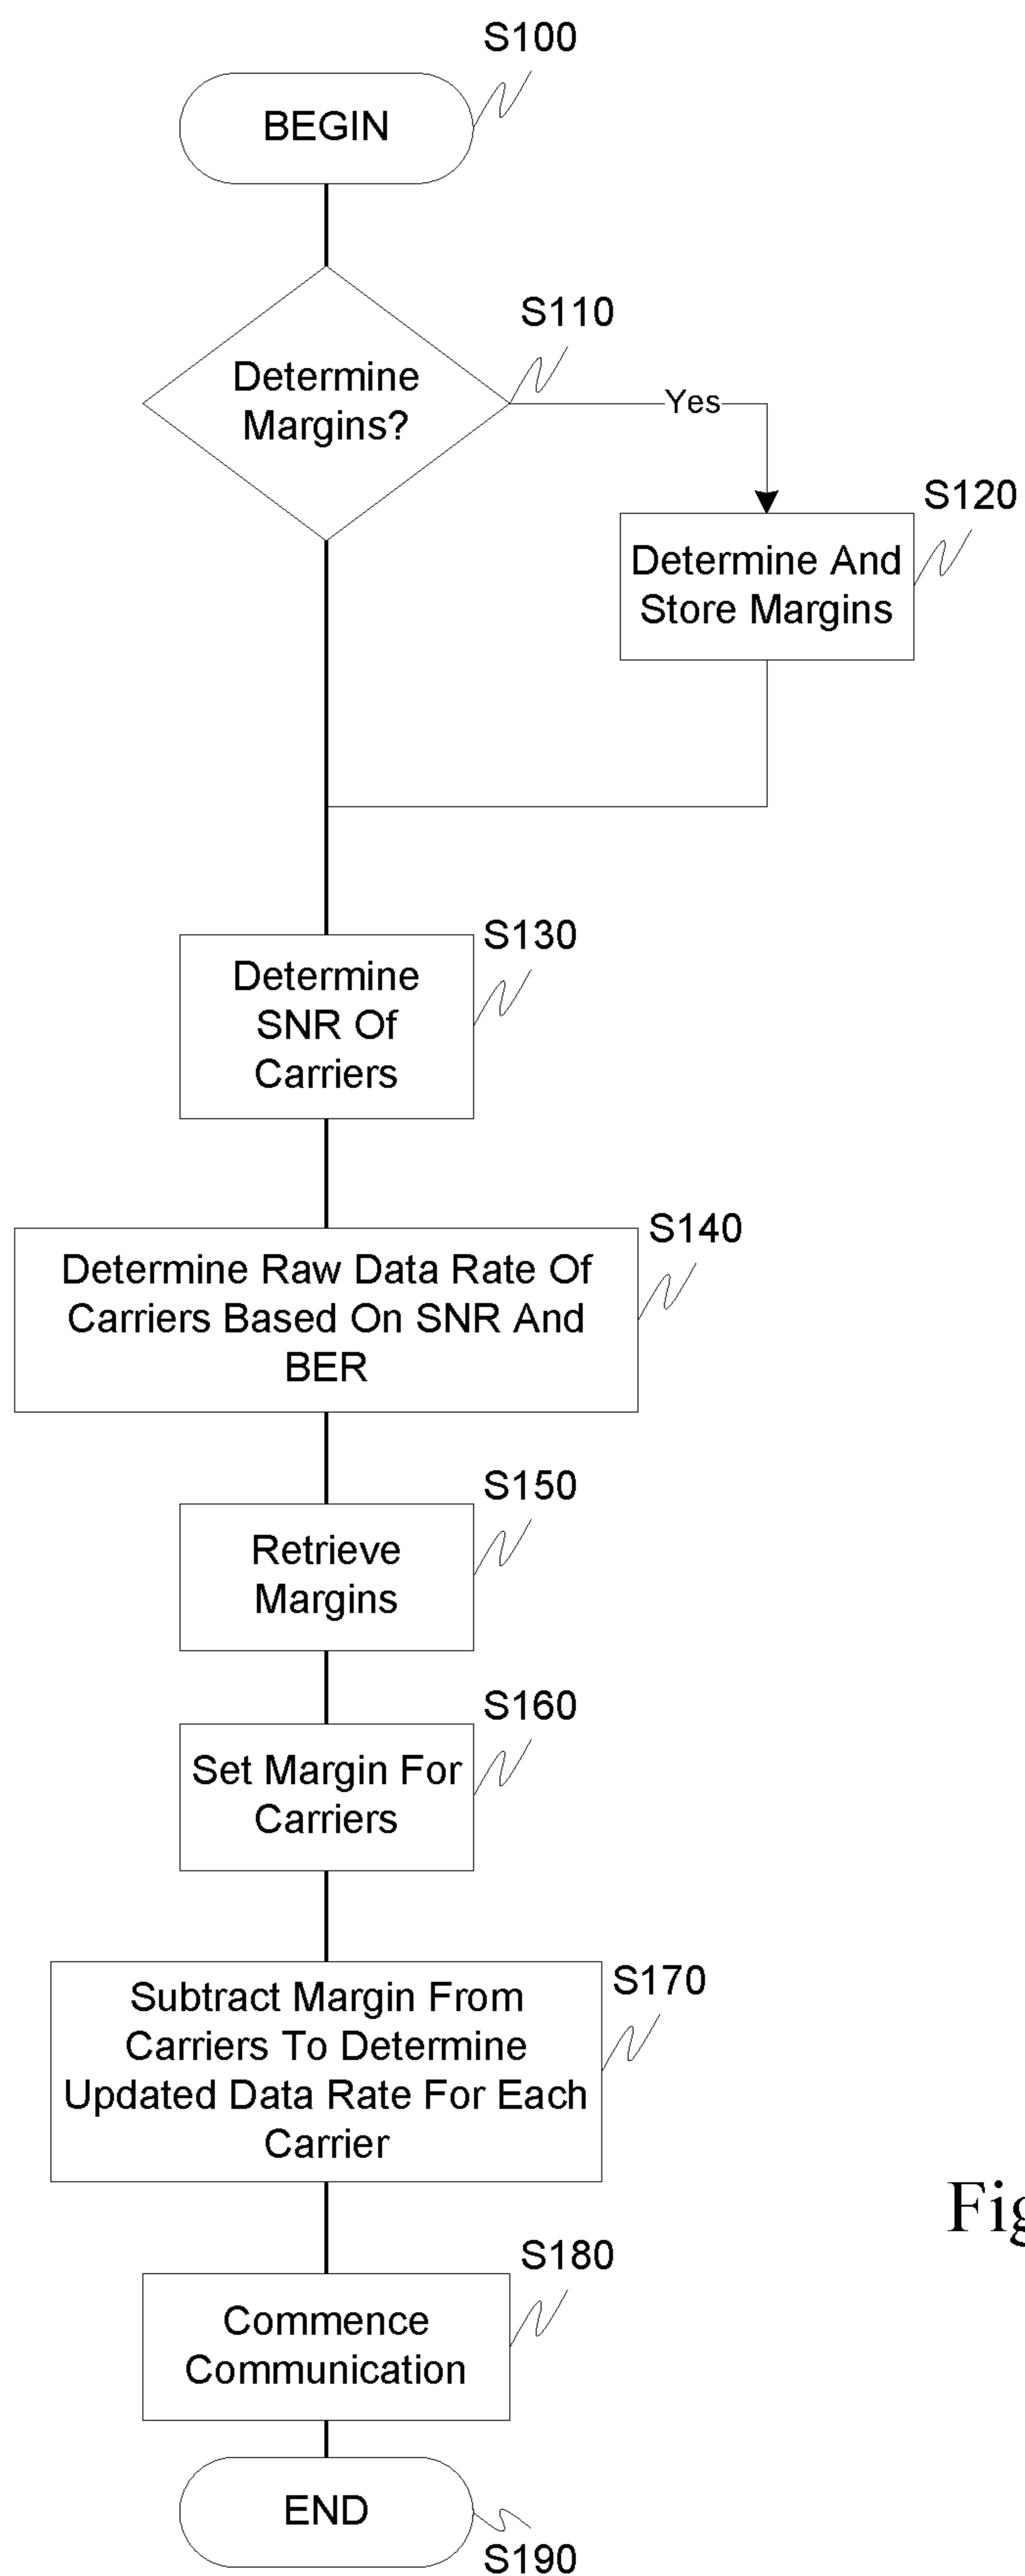 S100
BEGIN
S110
Determine
Margins?
Yes
S120
Determine And
Store Margins
S130
Determine
SNR Of
Carriers
S140
Determine Raw Data Rate Of
Carriers Based On SNR And
BER
S150
Retrieve
Margins
S160
Set Margin For
Carriers
S170
Subtract Margin From
Carriers To Determine
Updated Data Rate For Each
Carrier
S180
Commence
Communication
END
S190